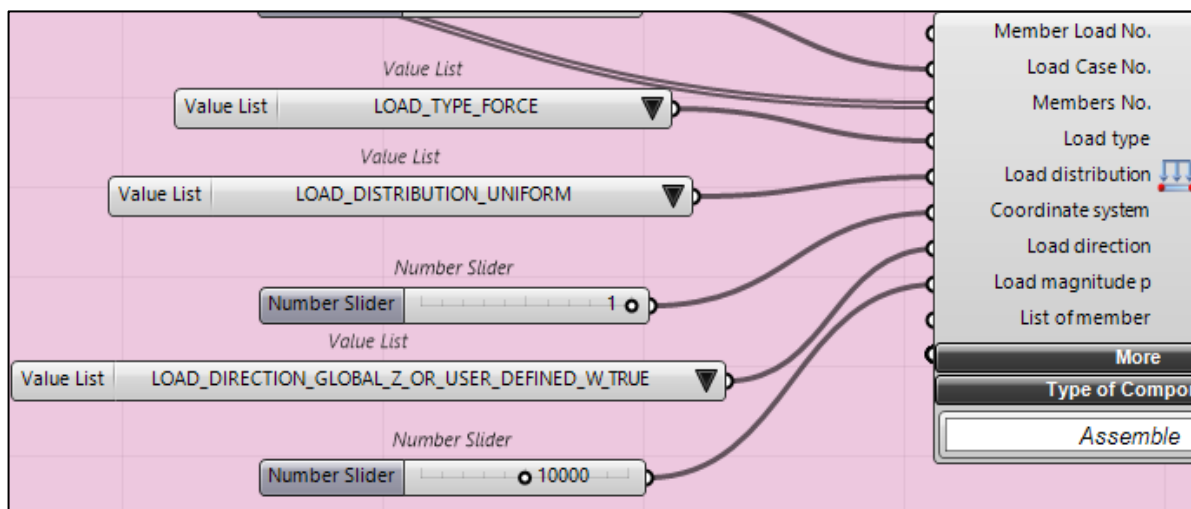 Member Load No.
Load Case No.
Value List
Value List LOAD_TYPE_FORCE
Members No.
Load type
Value List
Value List LOAD_DISTRIBUTION_UNIFORM
Load distribution
Coordinate system
Load direction
Number Slider
Number Slider 1
Load magnitude p
List of member
Value List
Value List LOAD_DIRECTION_GLOBAL_Z_OR_USER_DEFINED_W_TRUE
More
Type of Compo
Number Slider
Number Slider 10000
Assemble